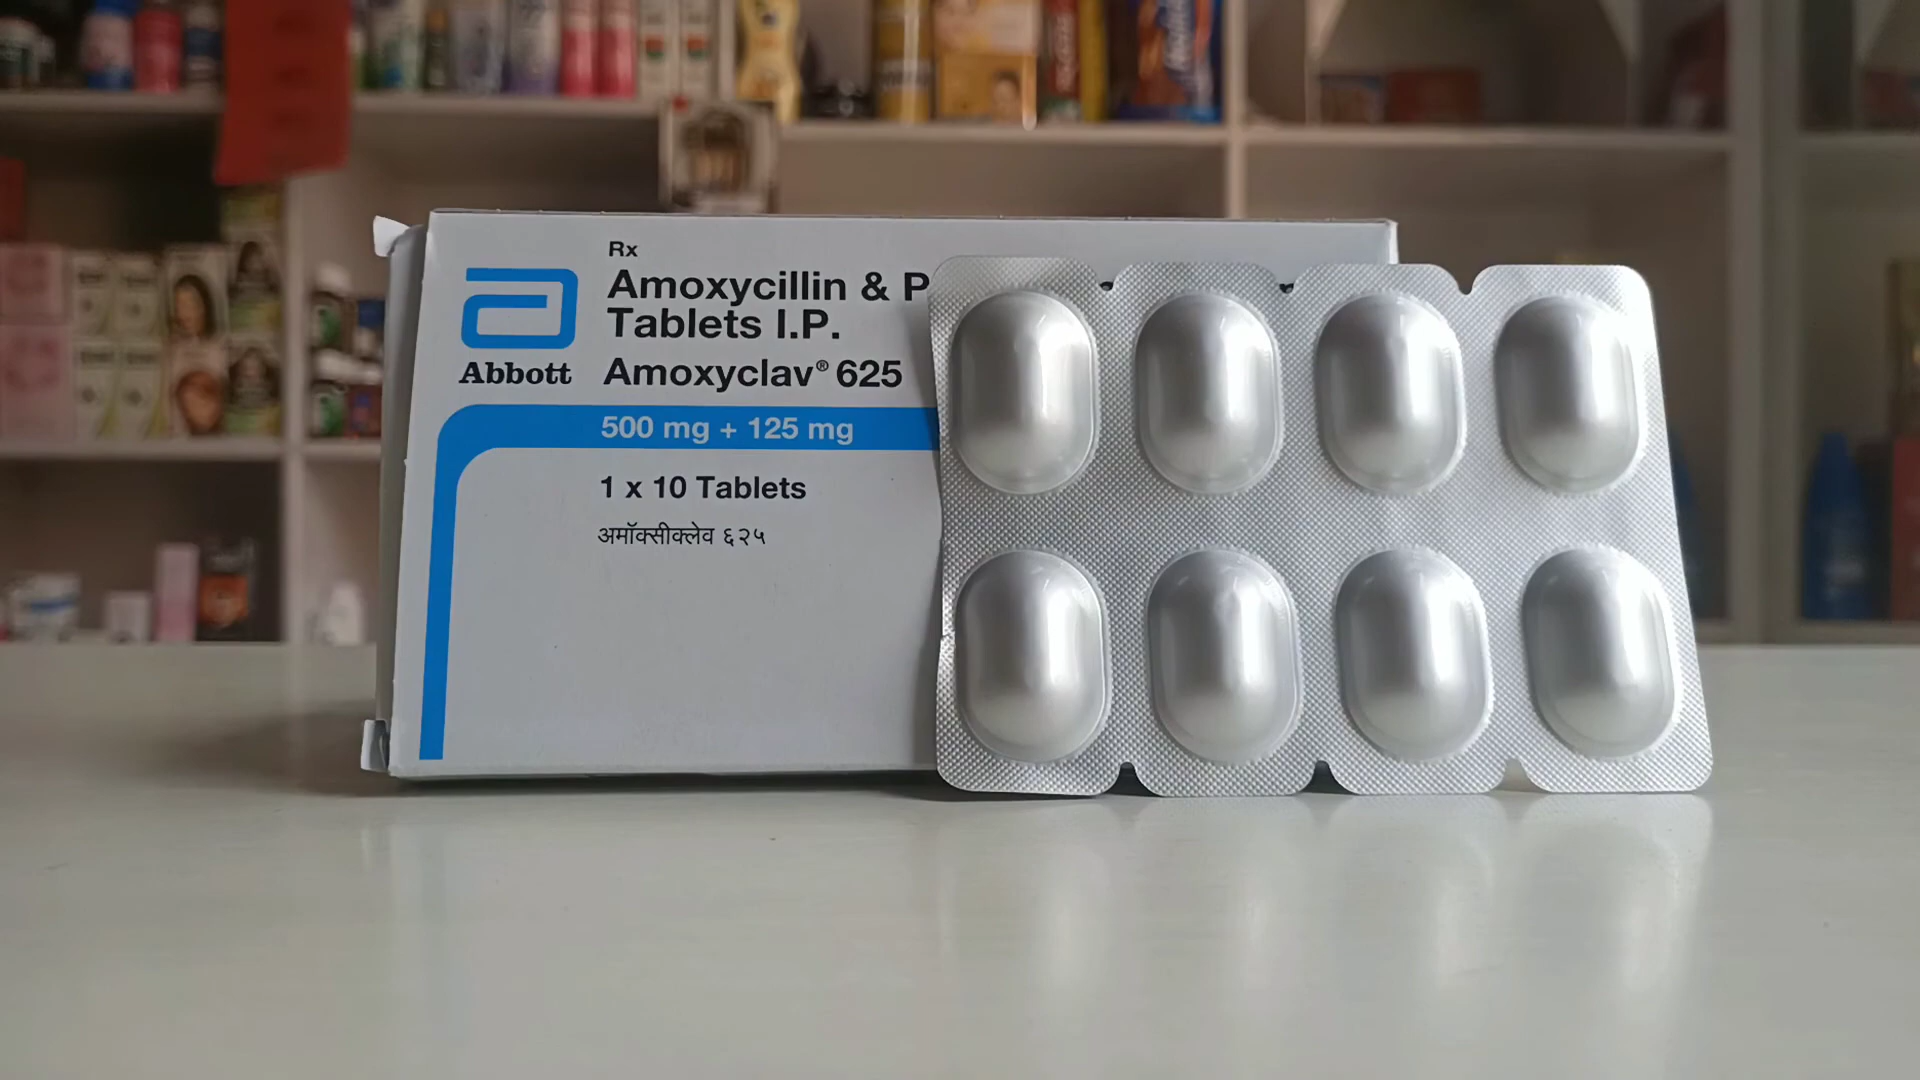 Rx
Amoxycillin & P
Tablets I.P.
Abbott
Amoxyclav® 625
500 mg + 125 mg
1 x 10 Tablets
अमॉक्सीक्लेव ६२५